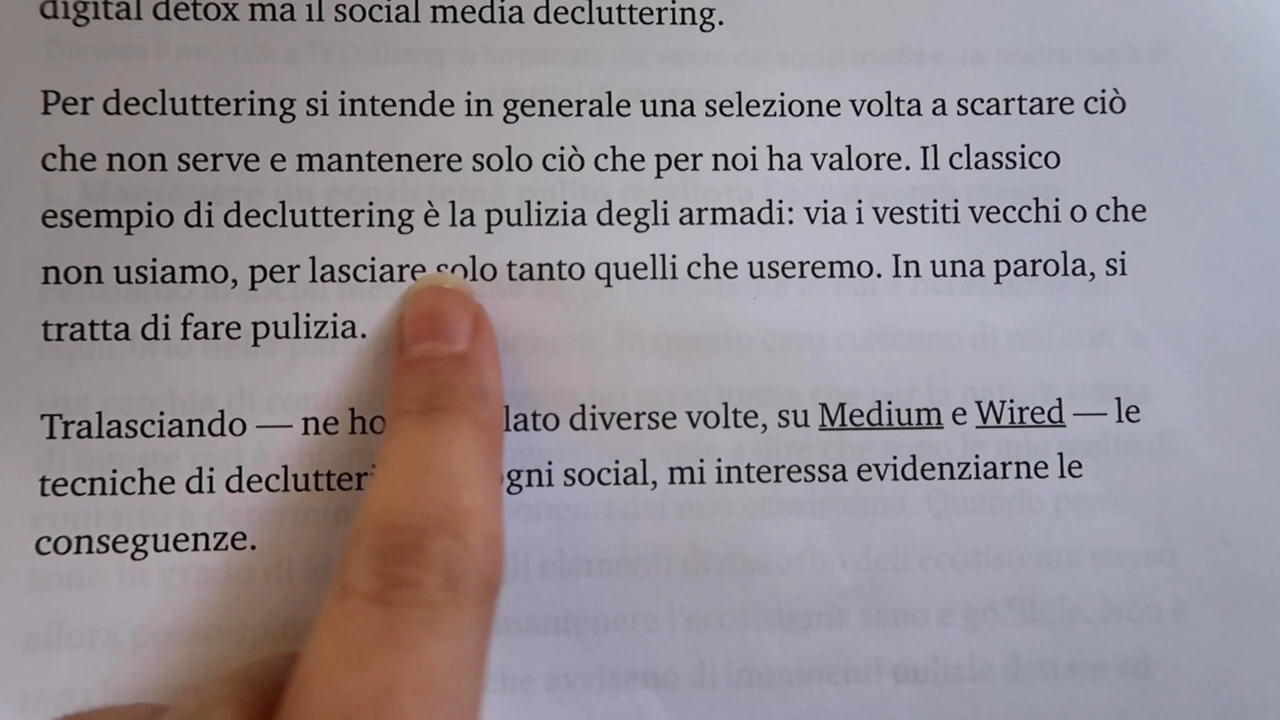 digital detox ma il social media decluttering.
Per decluttering si intende in generale una selezione volta a scartare ciò
che non serve e mantenere solo ciò che per noi ha valore. Il classico
esempio di decluttering è la pulizia degli armadi: via i vestiti vecchi o che
non usiamo, per lasciare solo tanto quelli che useremo. In una parola, si
tratta di fare pulizia.
Tralasciando — ne ho lato diverse volte, su Medium e Wired — le
tecniche di declutteri gni social, mi interessa evidenziarne le
conseguenze.